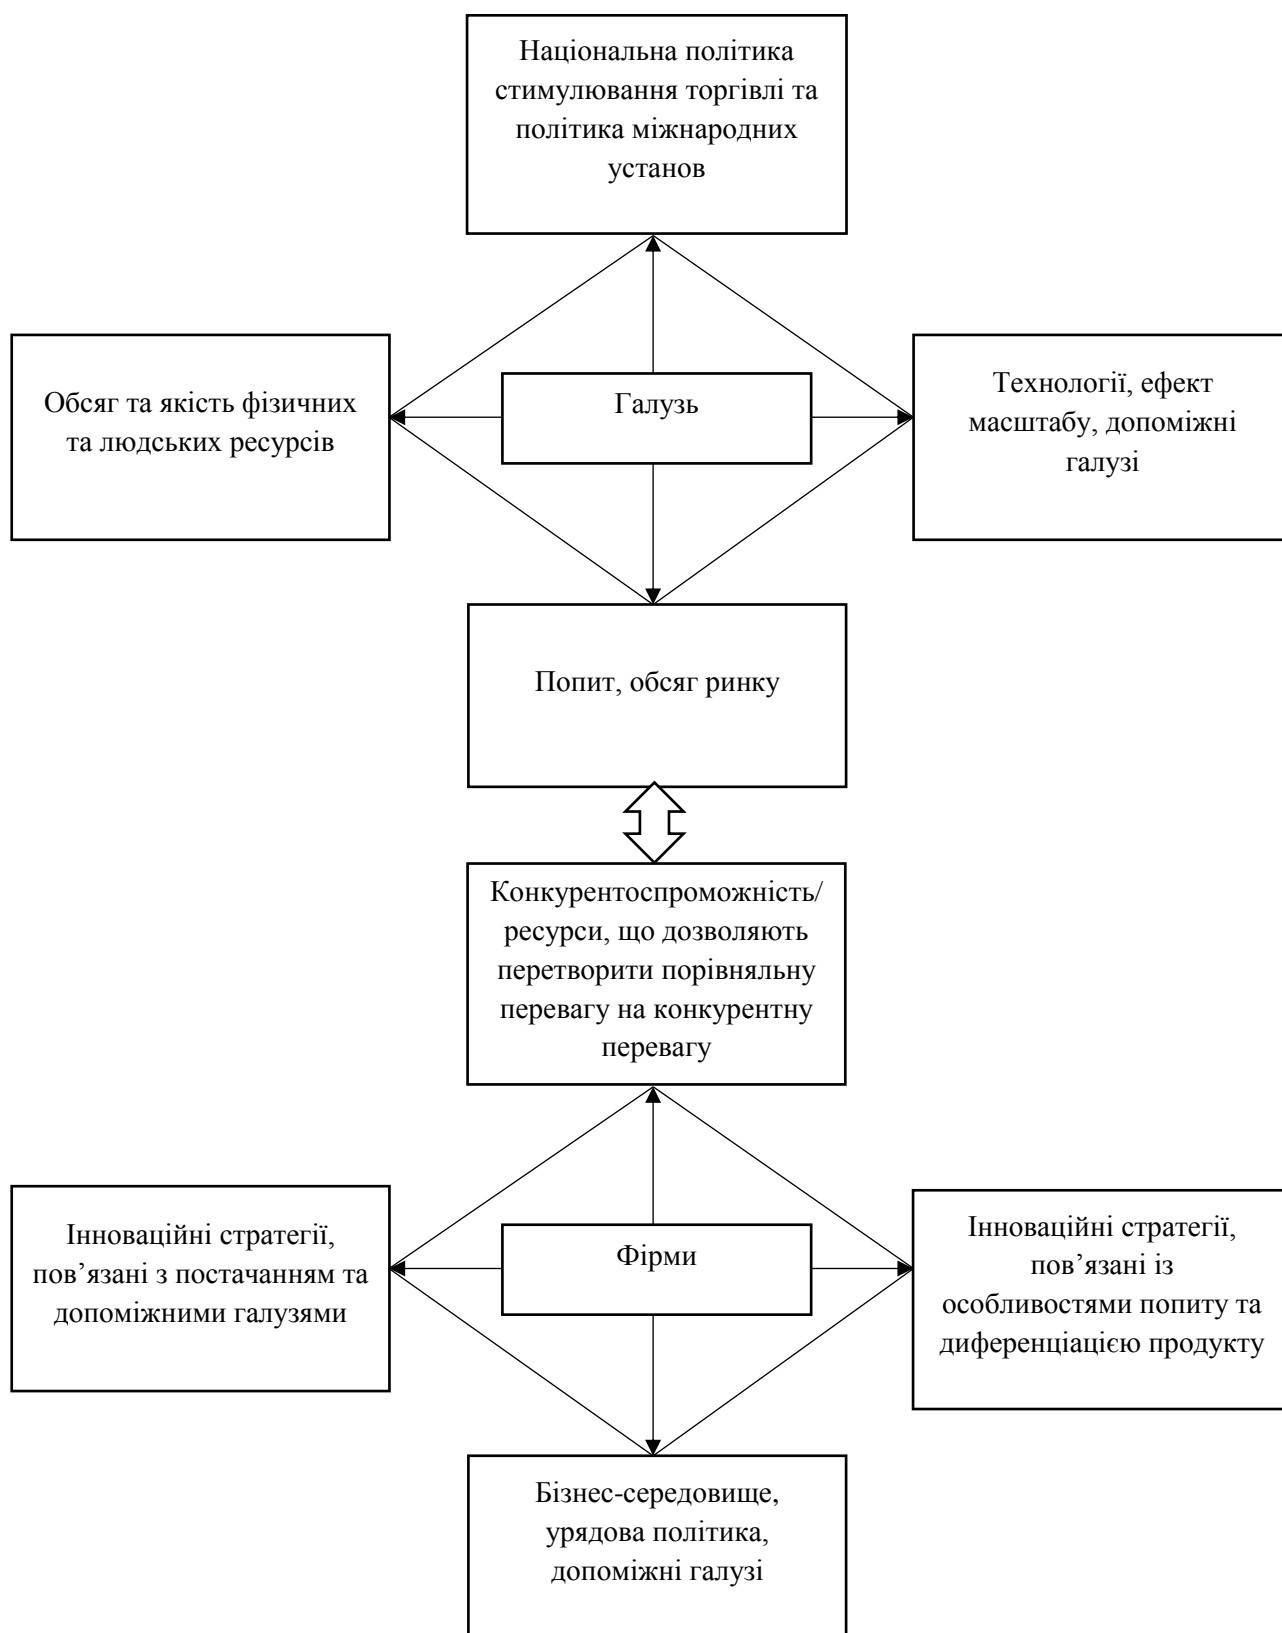 Національна політика
стимулювання торгівлі та
політика міжнародних
установ
Обсяг та якість фізичних
та людських ресурсів
Галузь
Технології, ефект
масштабу, допоміжні
галузі
Попит, обсяг ринку
Конкурентоспроможність/
ресурси, що дозволяють
перетворити порівняльну
перевагу на конкурентну
перевагу
Інноваційні стратегії,
пов’язані з постачанням та
допоміжними галузями
Фірми
Інноваційні стратегії,
пов’язані із
особливостями попиту та
диференціацією продукту
Бізнес-середовище,
урядова політика,
допоміжні галузі